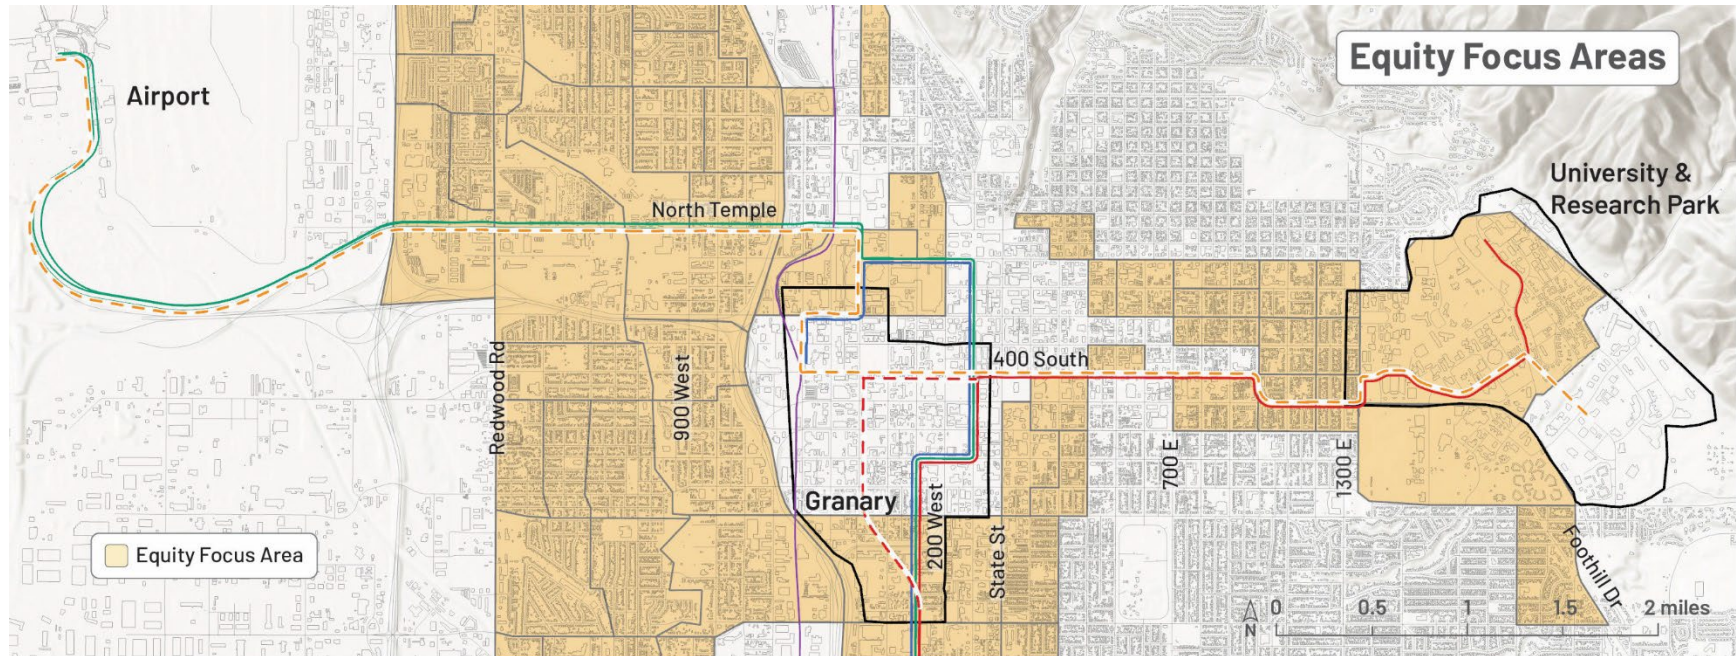 Equity Focus Areas
Airport
University &
Research Park
North Temple
400 South
Redwood Rd
900 West
700 E
1300 E
Granary
200 West
State St
Foothill Dr
Equity Focus Area
N
0 0.5 1 1.5 2 miles